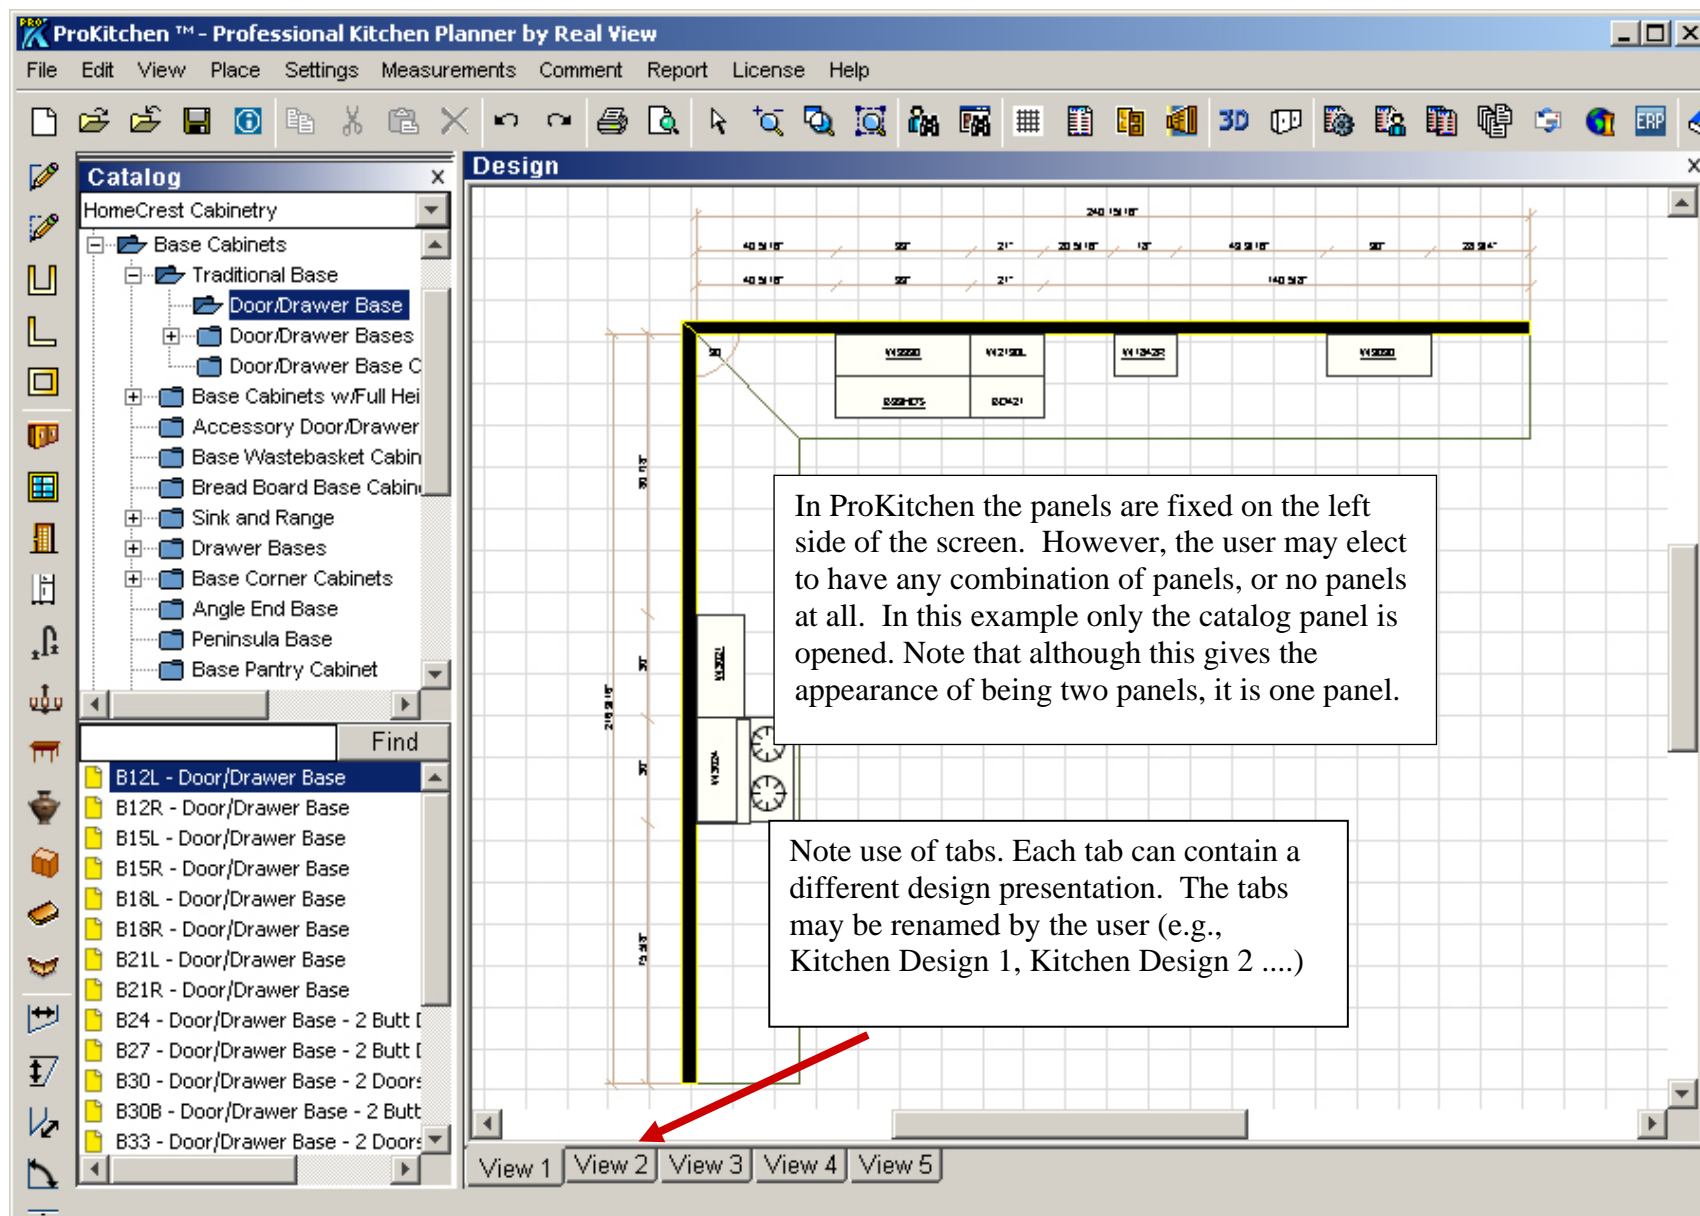 ProKitchen ™ - Professional Kitchen Planner by Real View
File Edit View Place Settings Measurements Comment Report License Help
3D ERP
Catalog
HomeCrest Cabinetry
Base Cabinets
Traditional Base
Door/Drawer Base
Door/Drawer Bases
Door/Drawer Base C
Base Cabinets w/Full Hei
Accessory Door/Drawer
Base Wastebasket Cabin
Bread Board Base Cabin
Sink and Range
Drawer Bases
Base Corner Cabinets
Angle End Base
Peninsula Base
Base Pantry Cabinet
Find
B12L - Door/Drawer Base
B12R - Door/Drawer Base
B15L - Door/Drawer Base
B15R - Door/Drawer Base
B18L - Door/Drawer Base
B18R - Door/Drawer Base
B21L - Door/Drawer Base
B21R - Door/Drawer Base
B24 - Door/Drawer Base - 2 Butt
B27 - Door/Drawer Base - 2 Butt
B30 - Door/Drawer Base - 2 Doors
B30B - Door/Drawer Base - 2 Butt
B33 - Door/Drawer Base - 2 Doors
Design
In ProKitchen the panels are fixed on the left
side of the screen. However, the user may elect
to have any combination of panels, or no panels
at all. In this example only the catalog panel is
opened. Note that although this gives the
appearance of being two panels, it is one panel.
Note use of tabs. Each tab can contain a
different design presentation. The tabs
may be renamed by the user (e.g.,
Kitchen Design 1, Kitchen Design 2 ....)
View 1 View 2 View 3 View 4 View 5